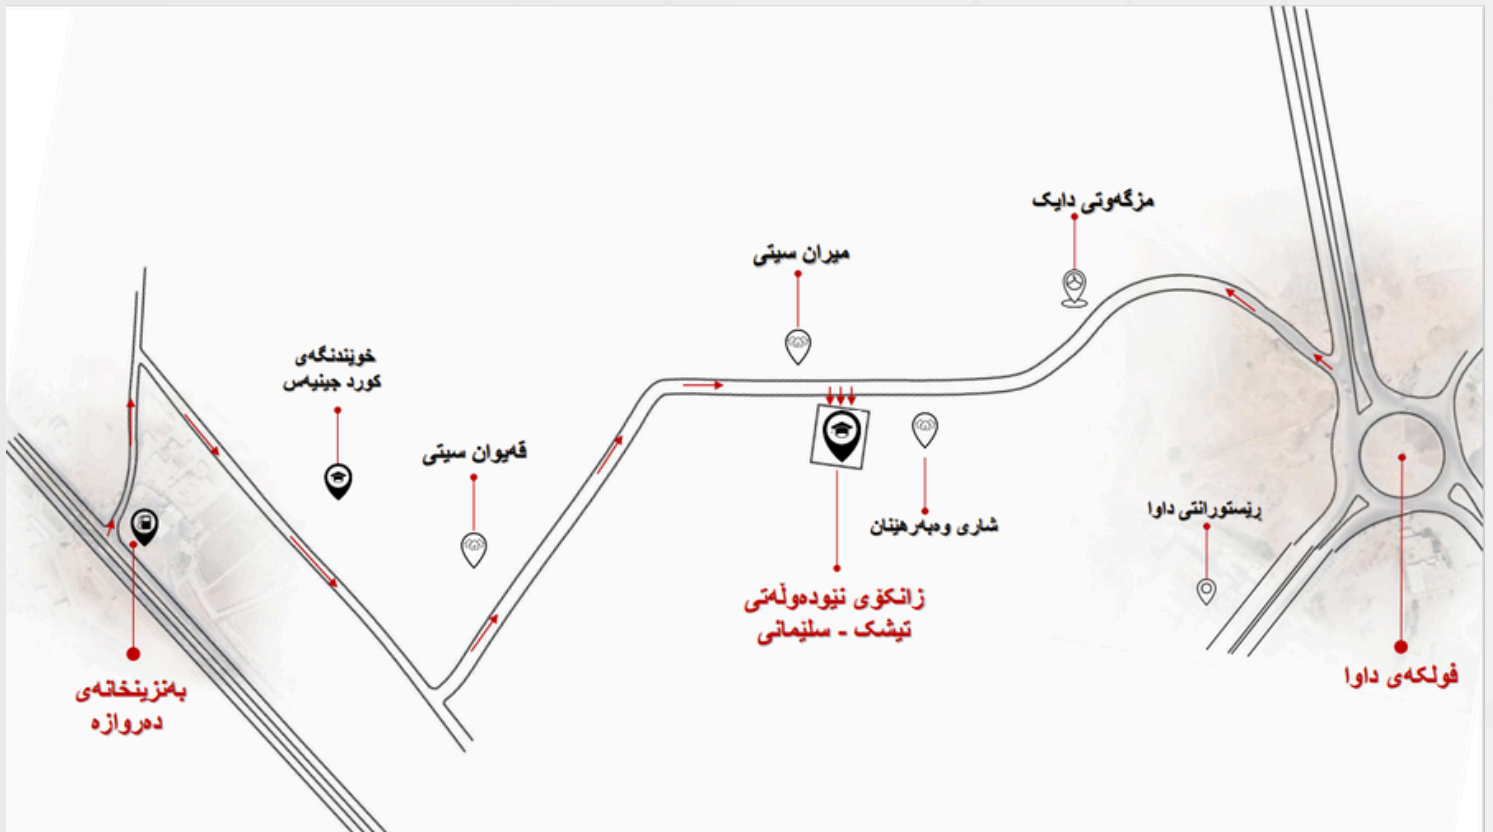 مزگەوتی دایک
میران سیتی
خوێندنگەی
کورد جینیەس
قەیوان سیتی
شاری وەبەرهێنان
ڕێستورانتی داوا
زانکۆی نێودەوڵەتی
تیشک - سلێمانی
فولکەی داوا
بەنزینخانەی
دەروازە